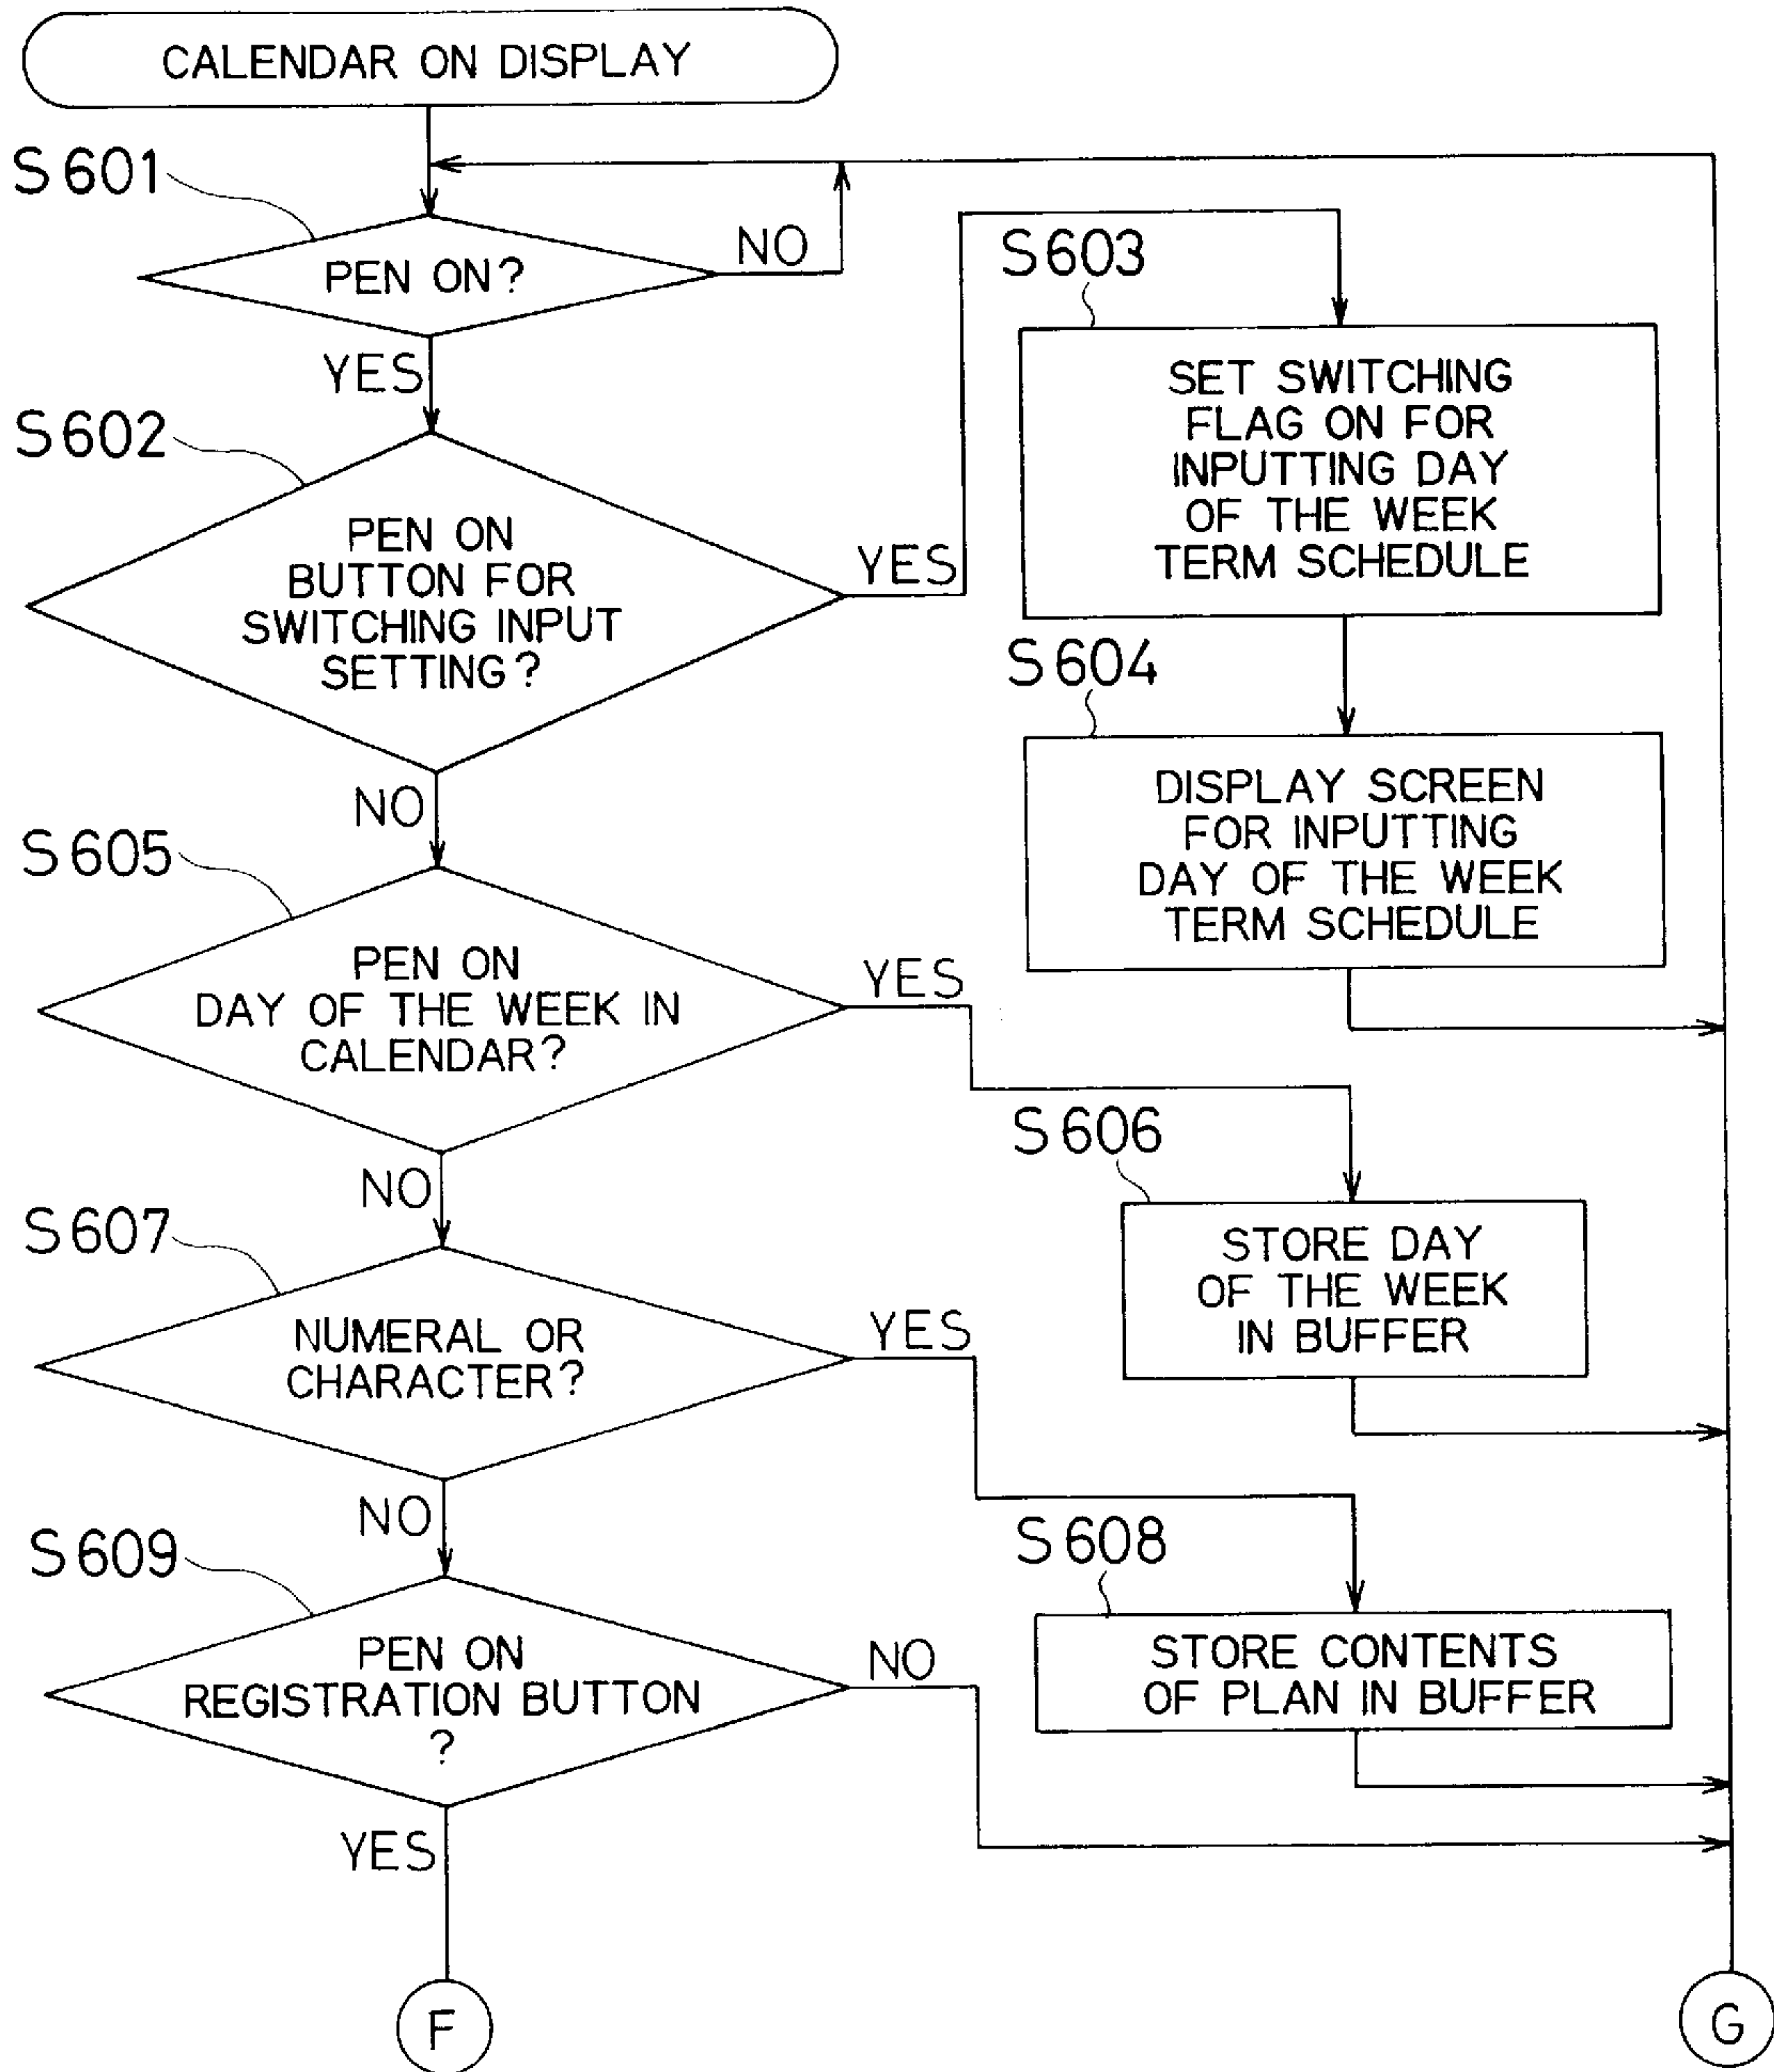 CALENDAR ON DISPLAY
S601
PEN ON?
NO
YES
S602
PEN ON
BUTTON FOR
SWITCHING INPUT
SETTING?
YES
NO
S603
SET SWITCHING
FLAG ON FOR
INPUTTING DAY
OF THE WEEK
TERM SCHEDULE
S604
DISPLAY SCREEN
FOR INPUTTING
DAY OF THE WEEK
TERM SCHEDULE
S605
PEN ON
DAY OF THE WEEK IN
CALENDAR?
YES
NO
S606
STORE DAY
OF THE WEEK
IN BUFFER
S607
NUMERAL OR
CHARACTER?
YES
NO
S608
STORE CONTENTS
OF PLAN IN BUFFER
S609
PEN ON
REGISTRATION BUTTON
?
NO
YES
F
G